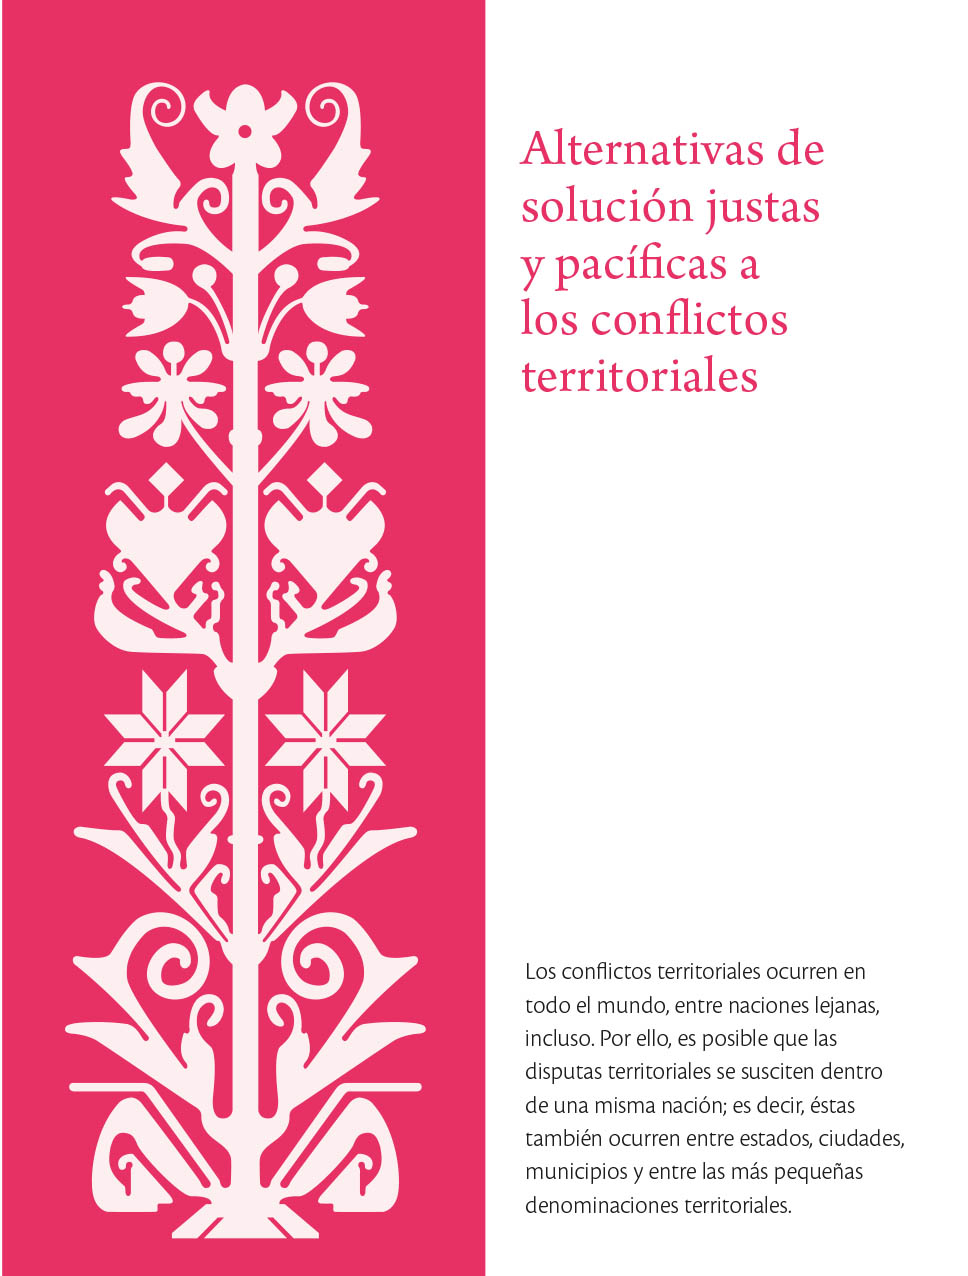 Alternativas de
solución justas
y pacíficas a
los conflictos
territoriales
Los conflictos territoriales ocurren en
todo el mundo, entre naciones lejanas,
incluso. Por ello, es posible que las
disputas territoriales se susciten dentro
de una misma nación; es decir, éstas
también ocurren entre estados, ciudades,
municipios y entre las más pequeñas
denominaciones territoriales.